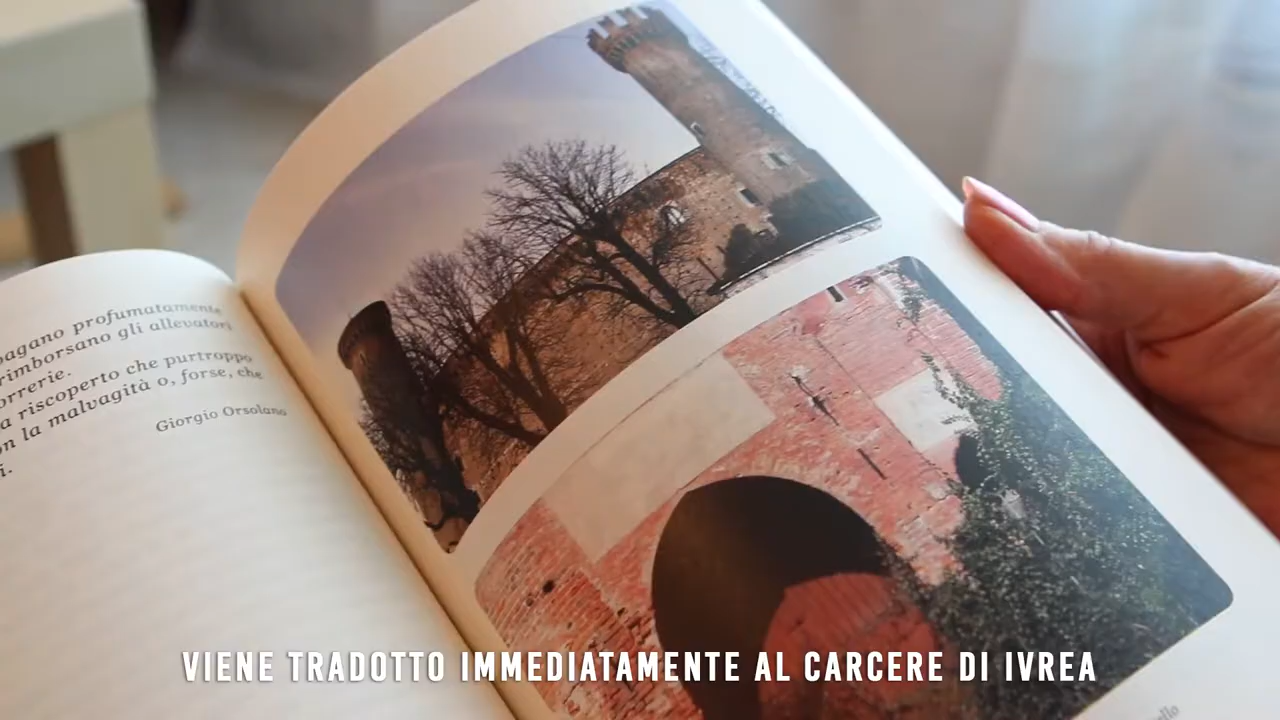 pagano profumatamente
rimborsano gli allevatori
orrerie.
a riscoperto che purtroppo
on la malvagità o, forse, che
i.
Giorgio Orsolano
VIENE TRADOTTO IMMEDIATAMENTE AL CARCERE DI IVREA